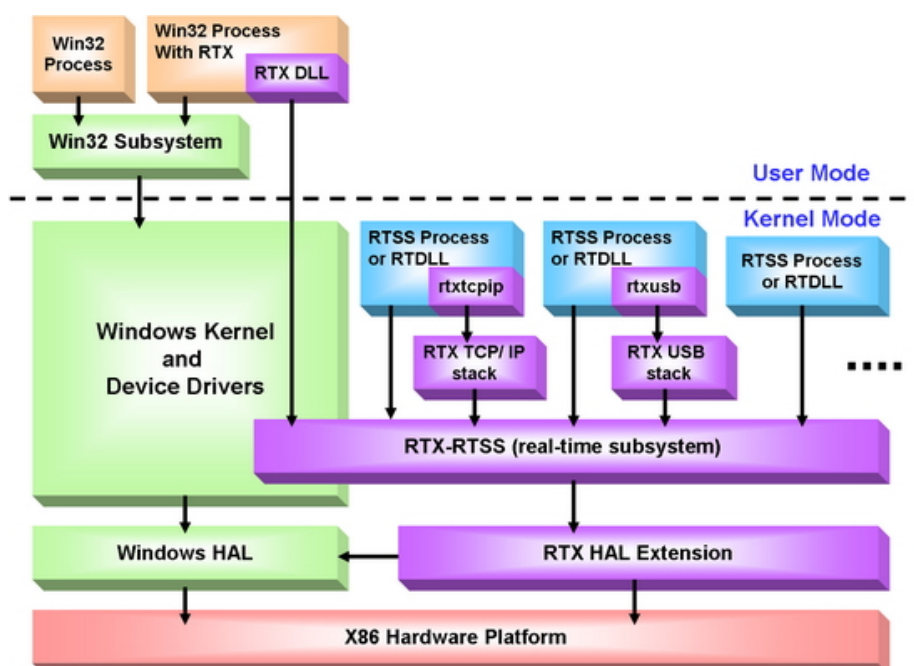 Win32
Process
Win32 Process
With RTX
RTX DLL
Win32 Subsystem
User Mode
Kernel Mode
Windows Kernel
and
Device Drivers
RTSS Process
or RTDLL
rtxtcpip
RTX TCP/ IP
stack
RTSS Process
or RTDLL
rtxusb
RTX USB
stack
RTSS Process
or RTDLL
RTX-RTSS (real-time subsystem)
Windows HAL
RTX HAL Extension
X86 Hardware Platform